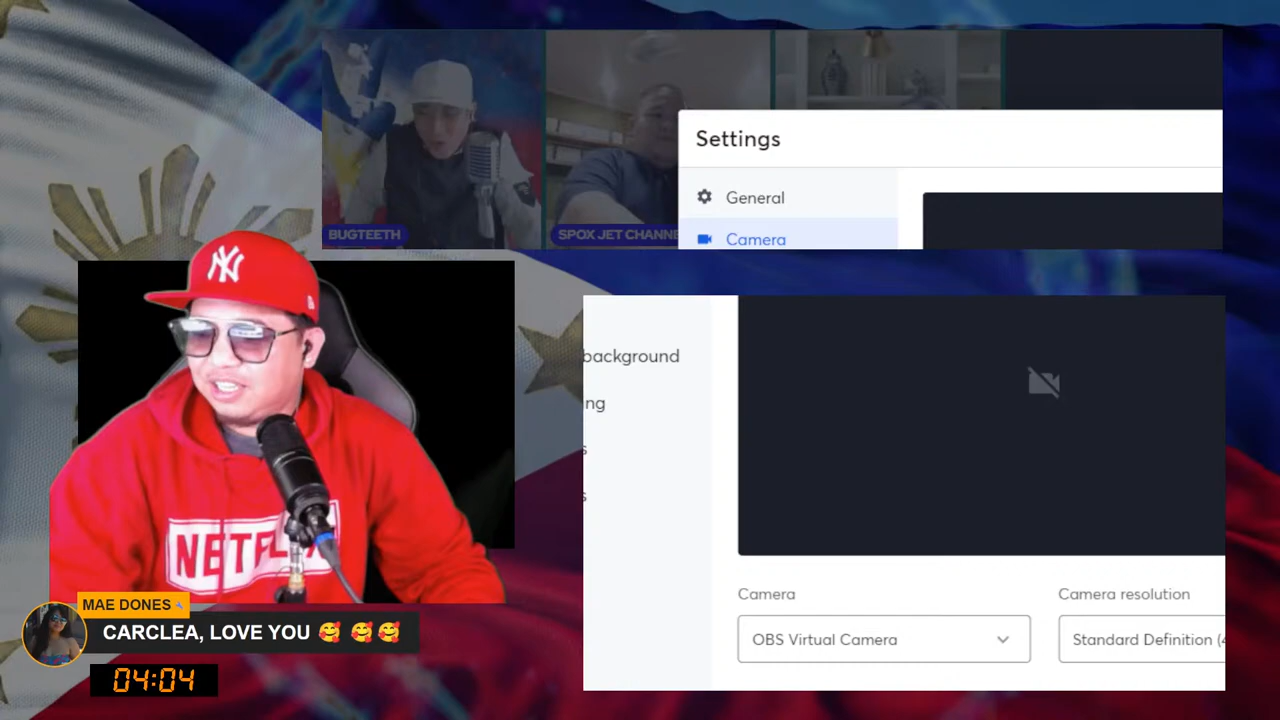 Settings
General
BUGTEETH
SPOX JET CHANNE
Camera
NY
background
ng
s
s
NETFL
Camera
Camera resolution
MAE DONES
CARCLEA, LOVE YOU 🥰 🥰🥰
OBS Virtual Camera
Standard Definition (4
04:04